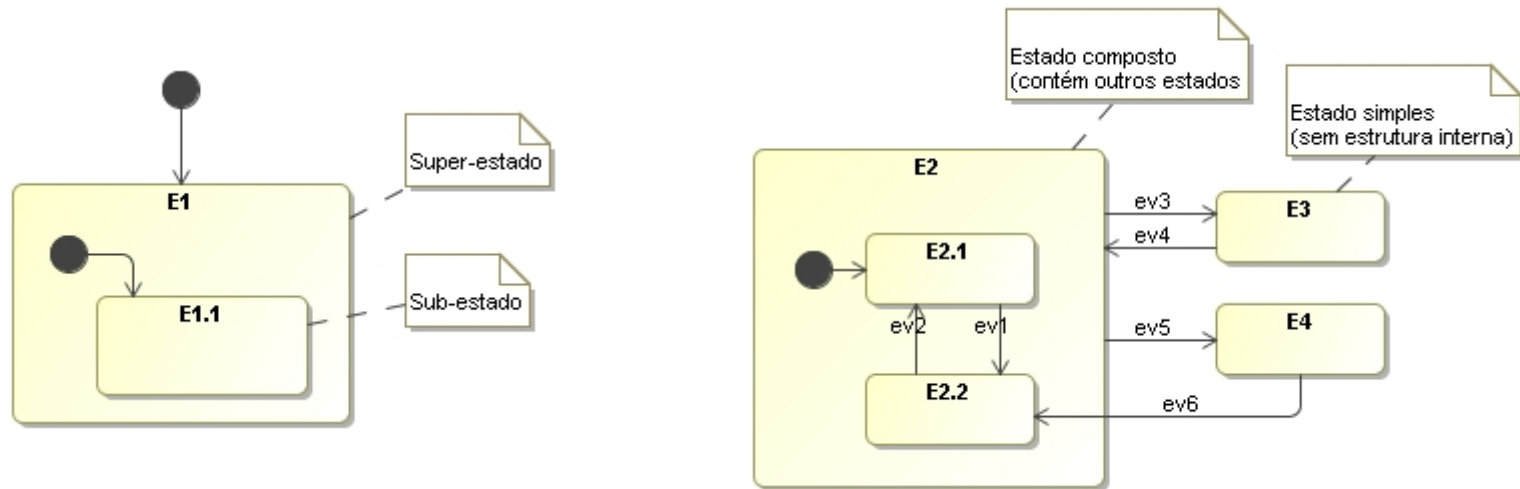 Super-estado
E1
E1.1
Sub-estado
Estado composto
(contém outros estados
Estado simples
(sem estrutura interna)
E2
ev3
E3
ev4
E2.1
ev2
ev1
ev5
E4
E2.2
ev6